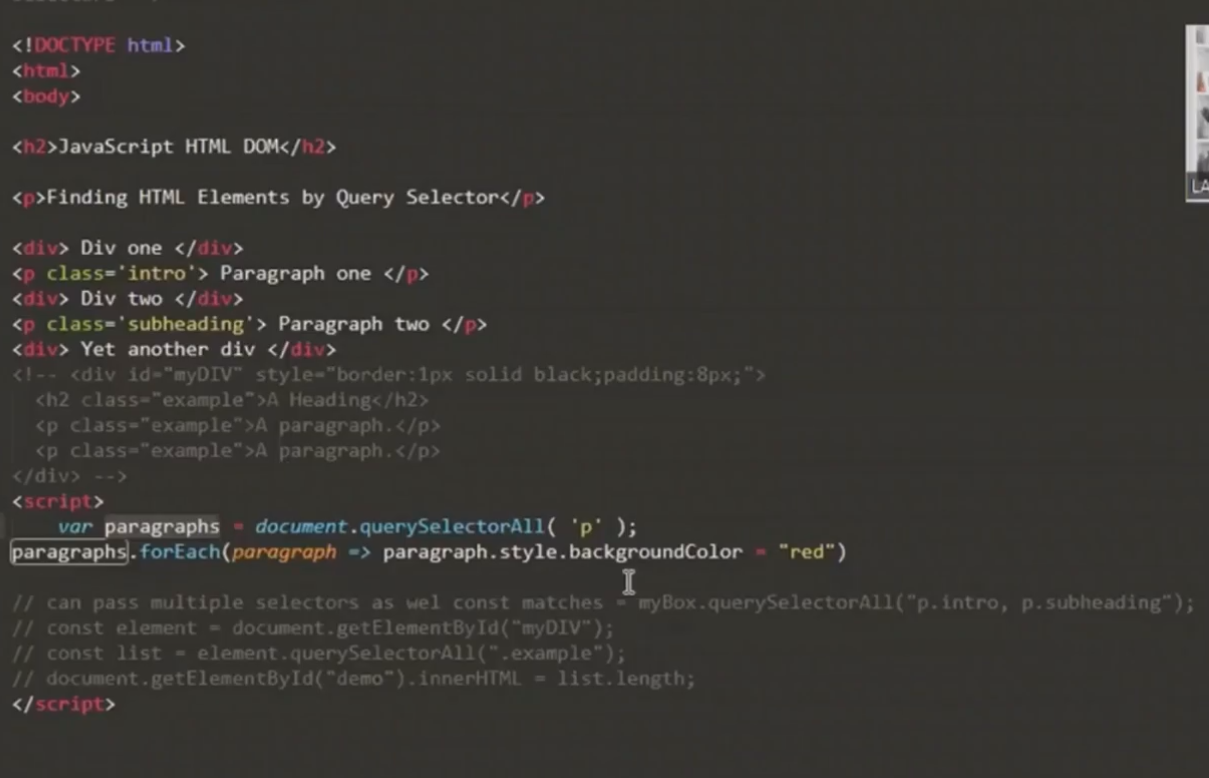 <!DOCTYPE html>
<html>
<body>
<h2>JavaScript HTML DOM</h2>
<p>Finding HTML Elements by Query Selector</p>
<div> Div one </div>
<p class='intro'> Paragraph one </p>
<div> Div two </div>
<p class='subheading'> Paragraph two </p>
<div> Yet another div </div>
<!-- <div id="myDIV" style="border:1px solid black;padding:8px;">
<h2 class="example">A Heading</h2>
<p class="example">A paragraph.</p>
<p class="example">A paragraph.</p>
</div> -->
<script>
var paragraphs = document.querySelectorAll( 'p' );
paragraphs.forEach(paragraph => paragraph.style.backgroundColor = "red")
// can pass multiple selectors as wel const matches = myBox.querySelectorAll("p.intro, p.subheading");
// const element = document.getElementById("myDIV");
// const list = element.querySelectorAll(".example");
// document.getElementById("demo").innerHTML = list.length;
</script>